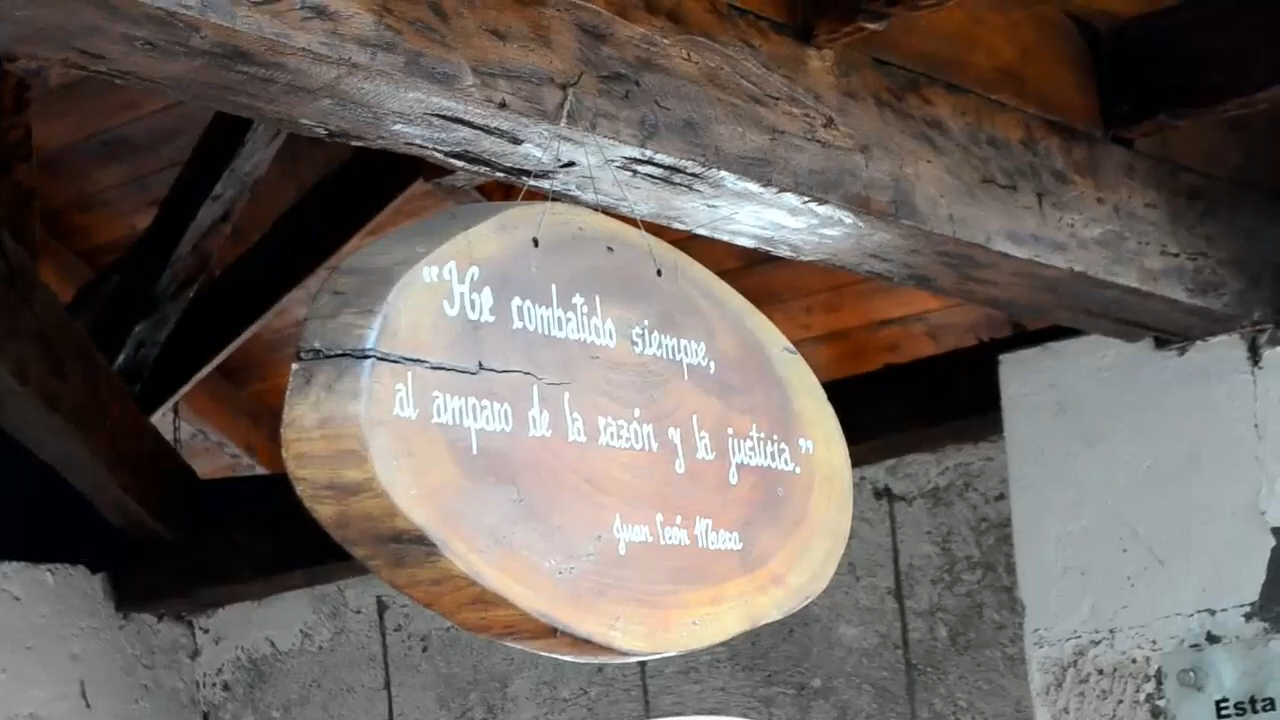 “He combatido siempre,
al amparo de la razón y la justicia.”
Juan León Mera
Esta